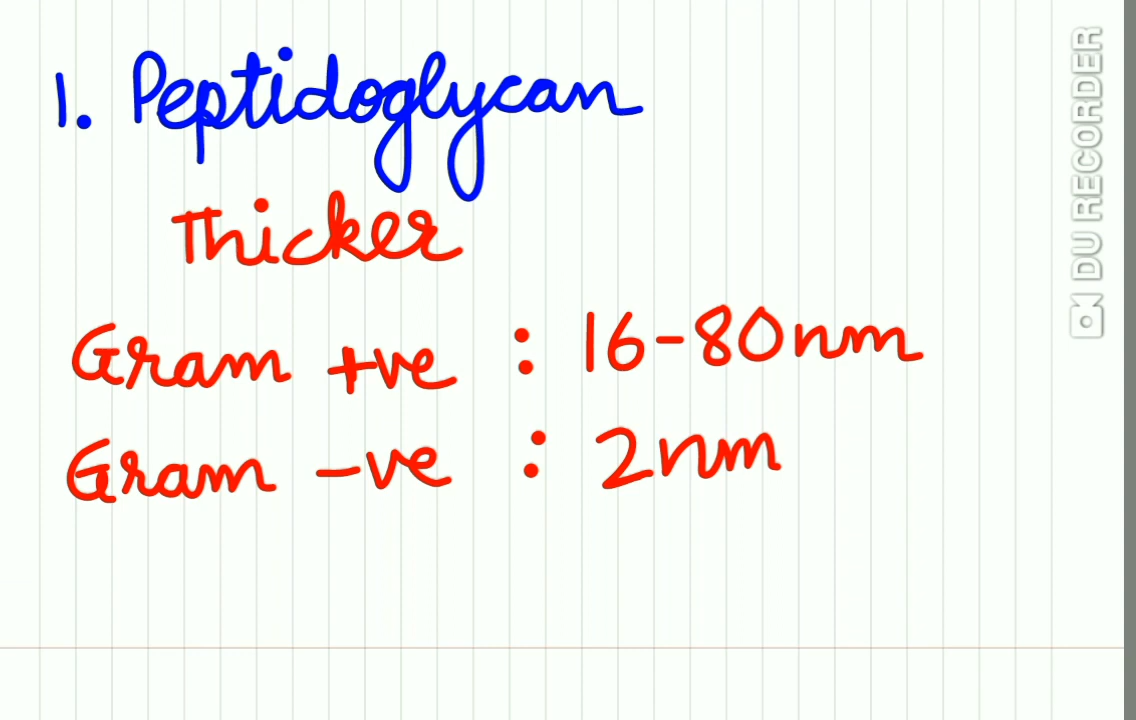 1. Peptidoglycan
Thicker
Gram +ve : 16-80nm
Gram -ve : 2nm
DU RECORDER